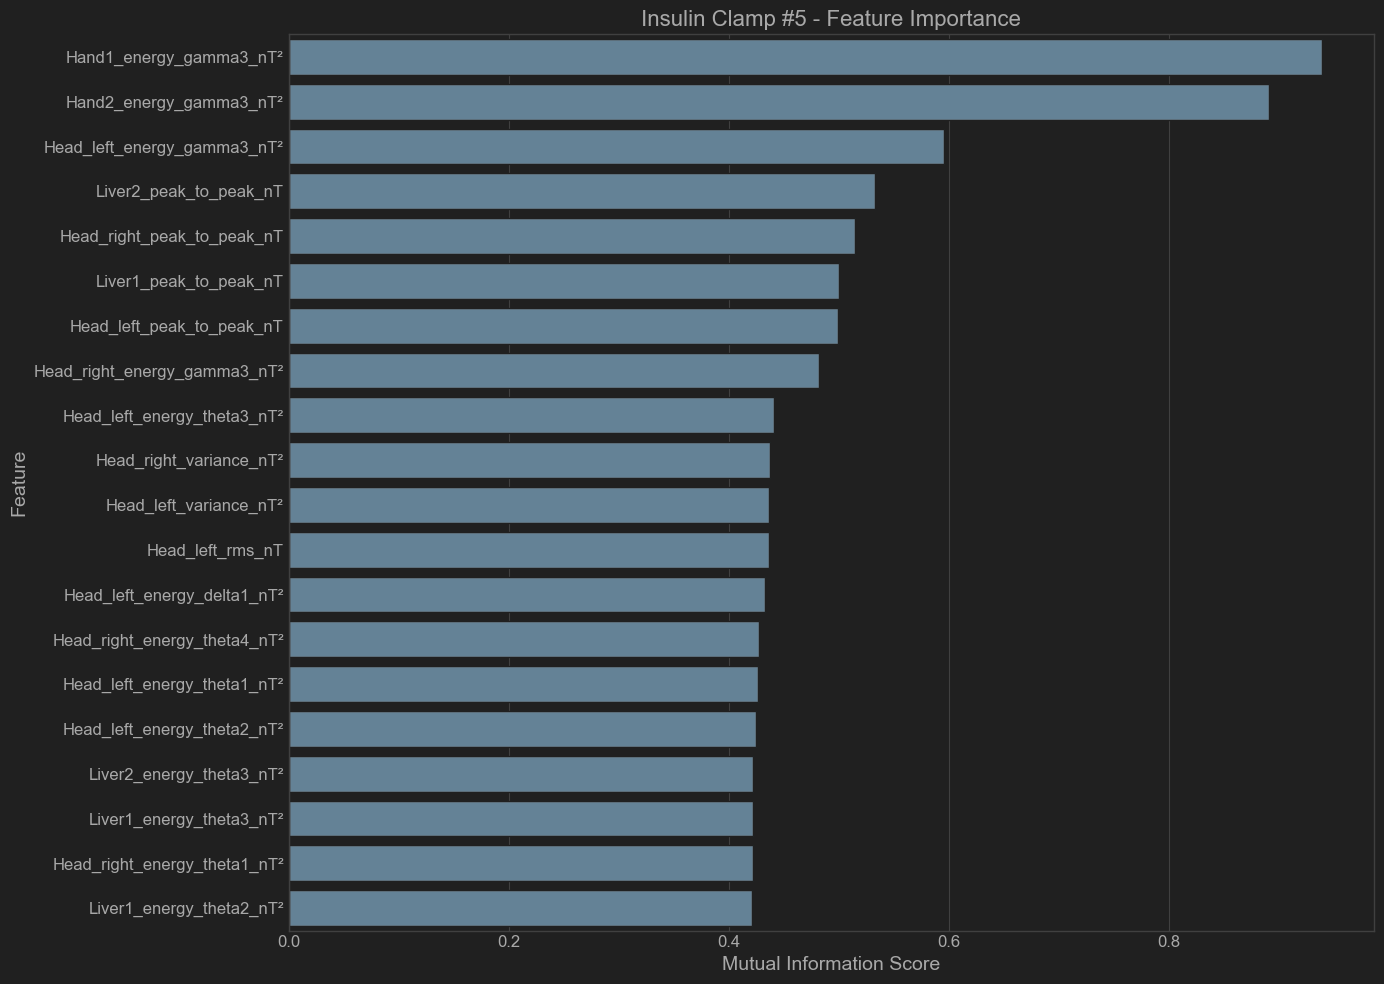 Insulin Clamp #5 - Feature Importance
Hand1_energy_gamma3_nT²
Hand2_energy_gamma3_nT²
Head_left_energy_gamma3_nT²
Liver2_peak_to_peak_nT
Head_right_peak_to_peak_nT
Liver1_peak_to_peak_nT
Head_left_peak_to_peak_nT
Head_right_energy_gamma3_nT²
Head_left_energy_theta3_nT²
Head_right_variance_nT²
Head_left_variance_nT²
Head_left_rms_nT
Head_left_energy_delta1_nT²
Head_right_energy_theta4_nT²
Head_left_energy_theta1_nT²
Head_left_energy_theta2_nT²
Liver2_energy_theta3_nT²
Liver1_energy_theta3_nT²
Head_right_energy_theta1_nT²
Liver1_energy_theta2_nT²
Feature
0.0 0.2 0.4 0.6 0.8
Mutual Information Score